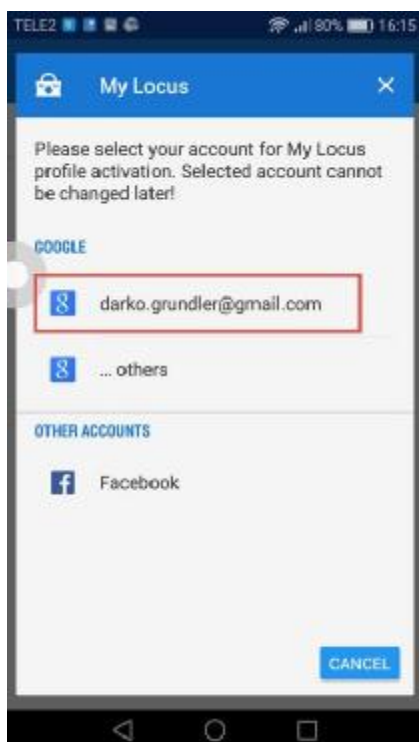 TELE2 80% 16:15
My Locus
Please select your account for My Locus
profile activation. Selected account cannot
be changed later!
GOOGLE
darko.grundler@gmail.com
... others
OTHER ACCOUNTS
Facebook
CANCEL